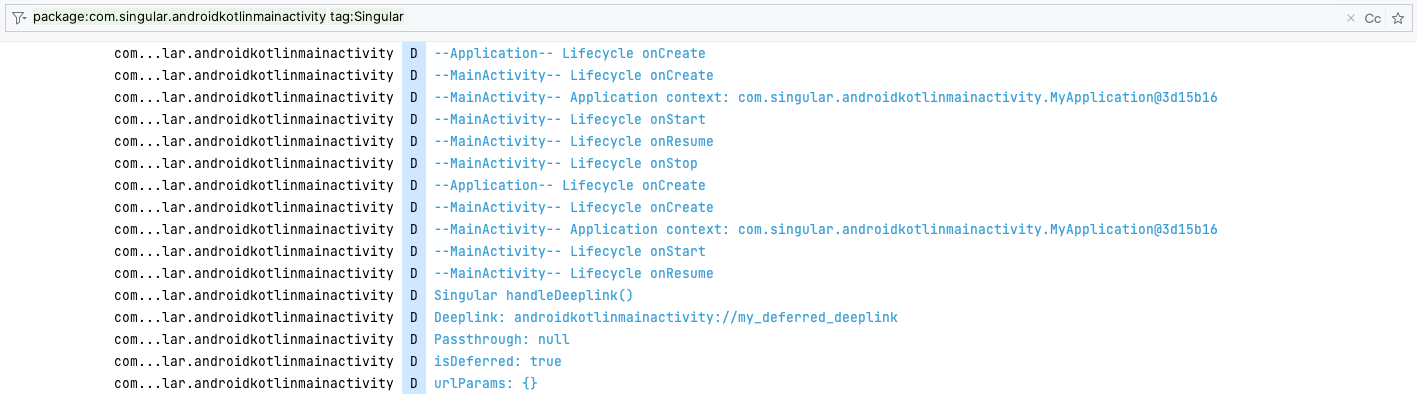 package:com.singular.androidkotlinmainactivity tag:Singular × Cc
com...lar.androidkotlinmainactivity D --Application-- Lifecycle onCreate
com...lar.androidkotlinmainactivity D --MainActivity-- Lifecycle onCreate
com...lar.androidkotlinmainactivity D --MainActivity-- Application context: com.singular.androidkotlinmainactivity.MyApplication@3d15b16
com...lar.androidkotlinmainactivity D --MainActivity-- Lifecycle onStart
com...lar.androidkotlinmainactivity D --MainActivity-- Lifecycle onResume
com...lar.androidkotlinmainactivity D --MainActivity-- Lifecycle onStop
com...lar.androidkotlinmainactivity D --Application-- Lifecycle onCreate
com...lar.androidkotlinmainactivity D --MainActivity-- Lifecycle onCreate
com...lar.androidkotlinmainactivity D --MainActivity-- Application context: com.singular.androidkotlinmainactivity.MyApplication@3d15b16
com...lar.androidkotlinmainactivity D --MainActivity-- Lifecycle onStart
com...lar.androidkotlinmainactivity D --MainActivity-- Lifecycle onResume
com...lar.androidkotlinmainactivity D Singular handleDeeplink()
com...lar.androidkotlinmainactivity D Deeplink: androidkotlinmainactivity://my_deferred_deeplink
com...lar.androidkotlinmainactivity D Passthrough: null
com...lar.androidkotlinmainactivity D isDeferred: true
com...lar.androidkotlinmainactivity D urlParams: {}